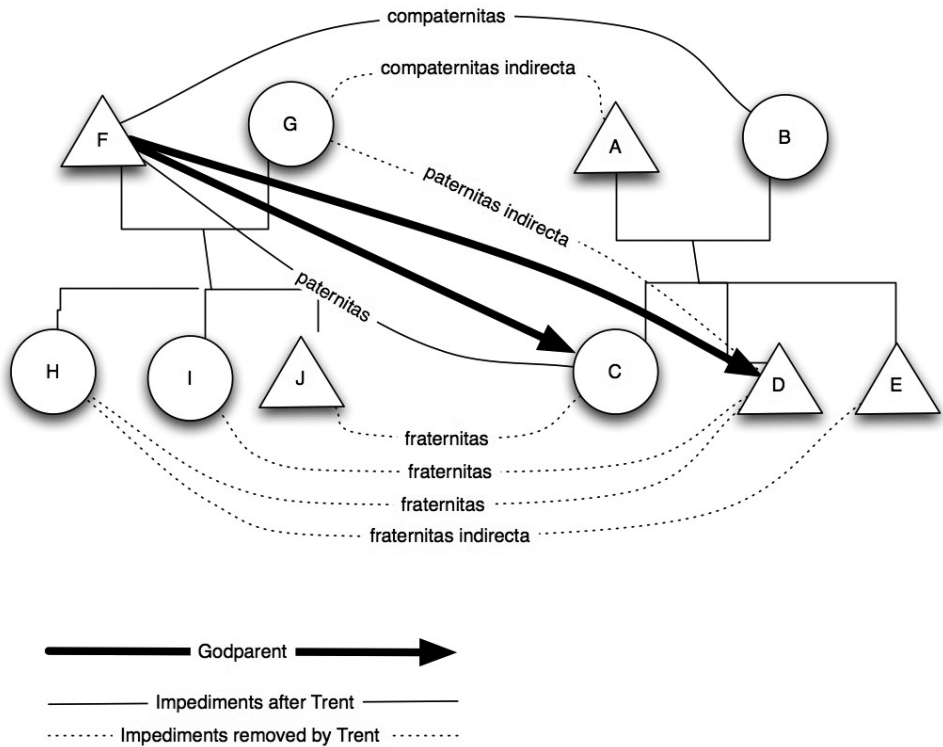 compaternitas
compaternitas indirecta
F
G
A
B
paternitas indirecta
paternitas
H
I
J
C
D
E
fraternitas
fraternitas
fraternitas
fraternitas indirecta
Godparent
Impediments after Trent
Impediments removed by Trent